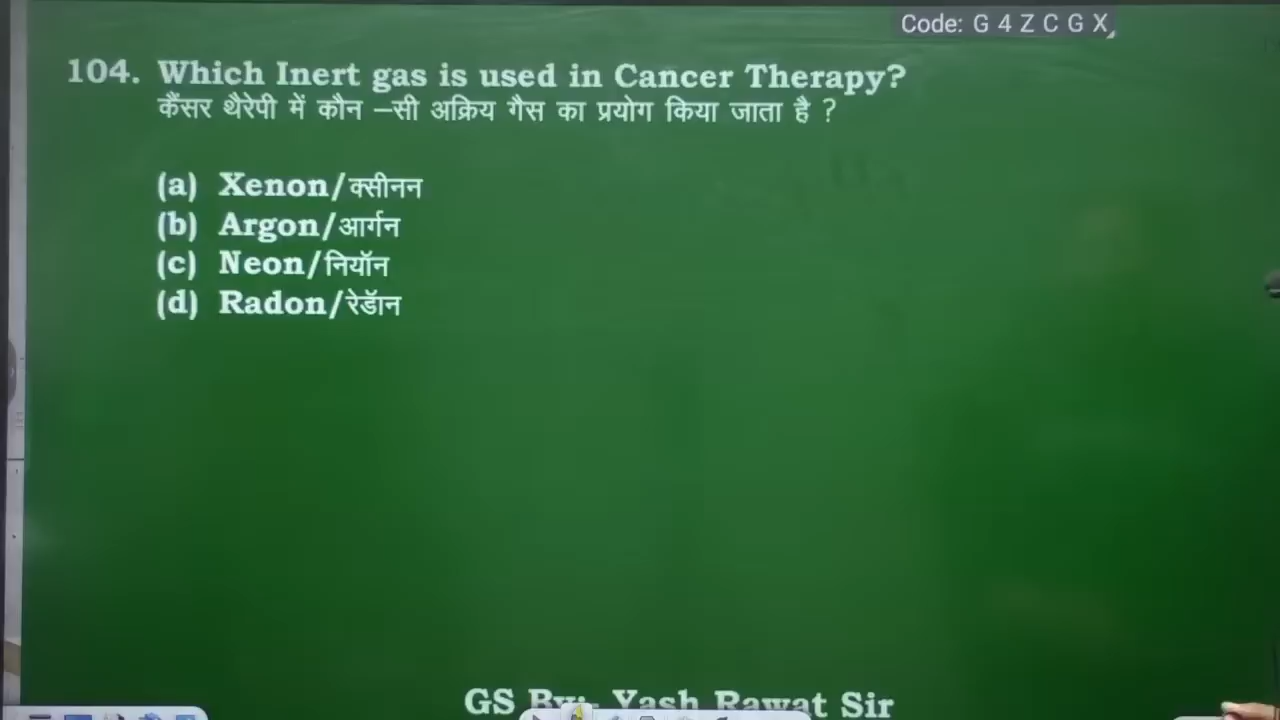 Code: G 4 Z C G X
104. Which Inert gas is used in Cancer Therapy?
कैंसर थैरेपी में कौन –सी अक्रिय गैस का प्रयोग किया जाता है ?
(a) Xenon/क्सीनन
(b) Argon/आर्गन
(c) Neon/नियॉन
(d) Radon/रेडॅान
GS By:- Yash Rawat Sir